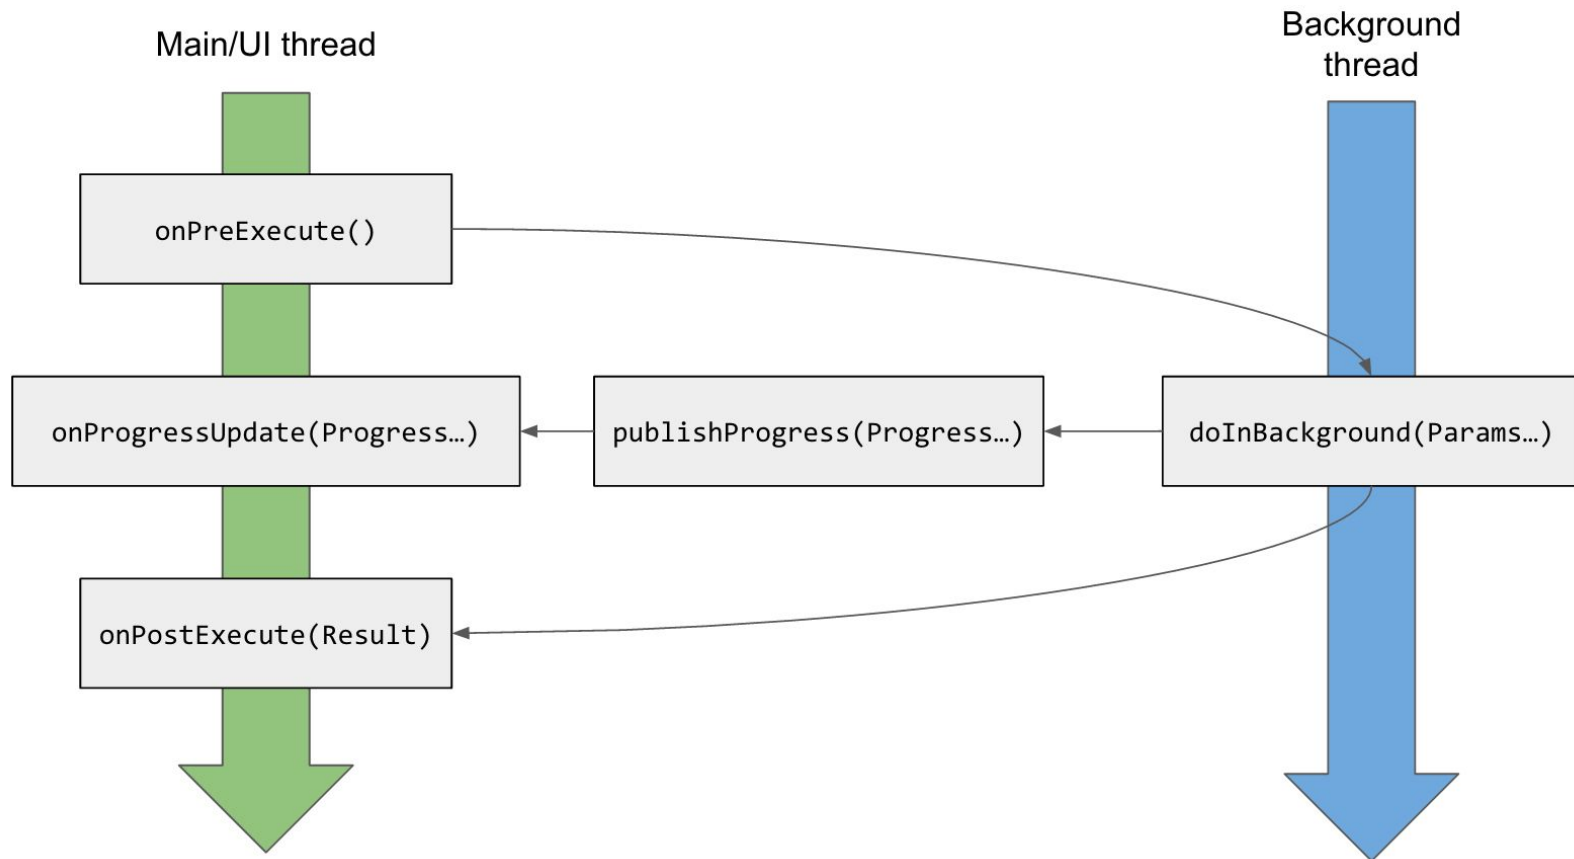 Main/UI thread
Background
thread
onPreExecute()
onProgressUpdate(Progress…)
publishProgress(Progress…)
doInBackground(Params…)
onPostExecute(Result)